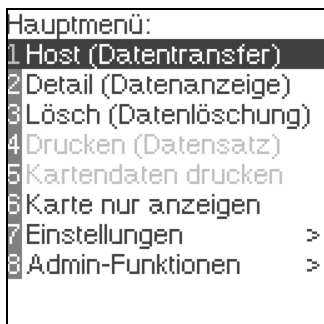 Hauptmenü:
1 Host (Datentransfer)
2 Detail (Datenanzeige)
3 Lösch (Datenlöschung)
4 Drucken (Datensatz)
5 Kartendaten drucken
6 Karte nur anzeigen
7 Einstellungen >
8 Admin-Funktionen >